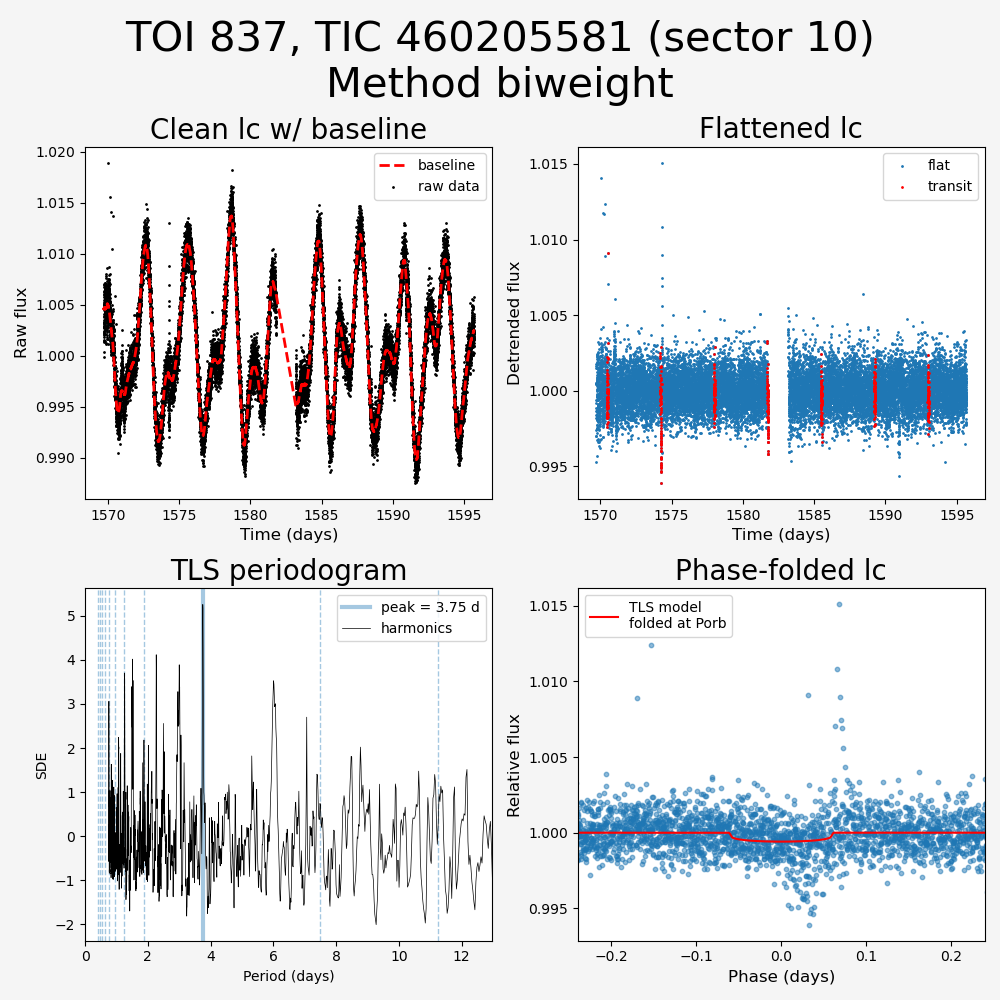 TOI 837, TIC 460205581 (sector 10)
Method biweight
Clean lc w/ baseline
1.020
1.015
1.010
1.005
1.000
0.995
0.990
Raw flux
baseline
raw data
1570
1575
1580
1585
1590
1595
Time (days)
Flattened lc
1.015
1.010
1.005
1.000
0.995
Detrended flux
flat
transit
1570
1575
1580
1585
1590
1595
Time (days)
TLS periodogram
5
4
3
2
1
0
−1
−2
SDE
peak = 3.75 d
harmonics
0
2
4
6
8
10
12
Period (days)
Phase-folded lc
1.015
1.010
1.005
1.000
0.995
Relative flux
TLS model
folded at Porb
−0.2
−0.1
0.0
0.1
0.2
Phase (days)